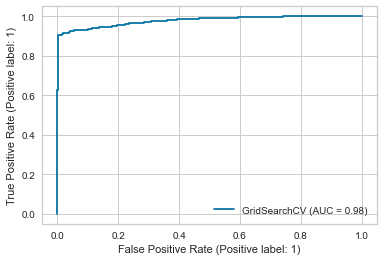 1.0
0.8
0.6
0.4
0.2
0.0
True Positive Rate (Positive label: 1)
GridSearchCV (AUC = 0.98)
0.0 0.2 0.4 0.6 0.8 1.0
False Positive Rate (Positive label: 1)